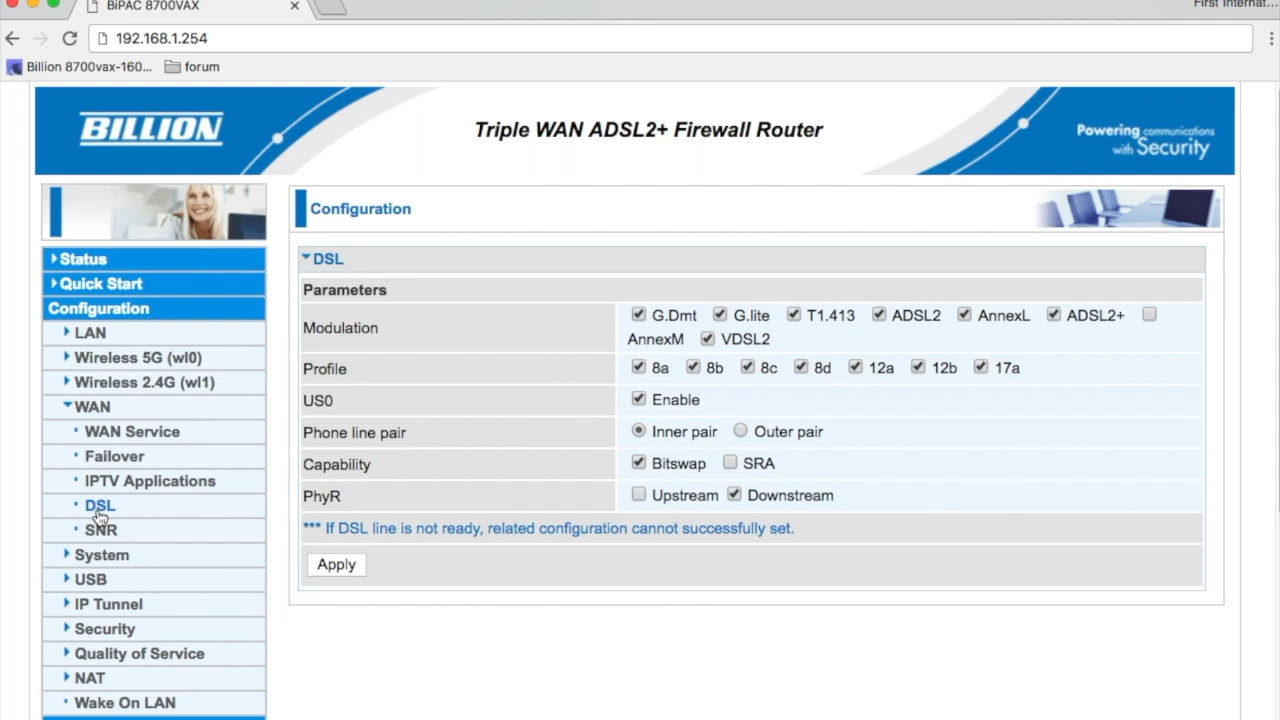 BiPAC 8700VAX
First Internat...
192.168.1.254
Billion 8700vax-160... forum
BILLION
Triple WAN ADSL2+ Firewall Router
Powering communications
with Security
Configuration
Status
Quick Start
Configuration
LAN
Wireless 5G (wl0)
Wireless 2.4G (wl1)
WAN
WAN Service
Failover
IPTV Applications
DSL
SNR
System
USB
IP Tunnel
Security
Quality of Service
NAT
Wake On LAN
DSL
Parameters
Modulation G.Dmt G.lite T1.413 ADSL2 AnnexL ADSL2+
AnnexM VDSL2
Profile 8a 8b 8c 8d 12a 12b 17a
US0 Enable
Phone line pair Inner pair Outer pair
Capability Bitswap SRA
PhyR Upstream Downstream
*** If DSL line is not ready, related configuration cannot successfully set.
Apply